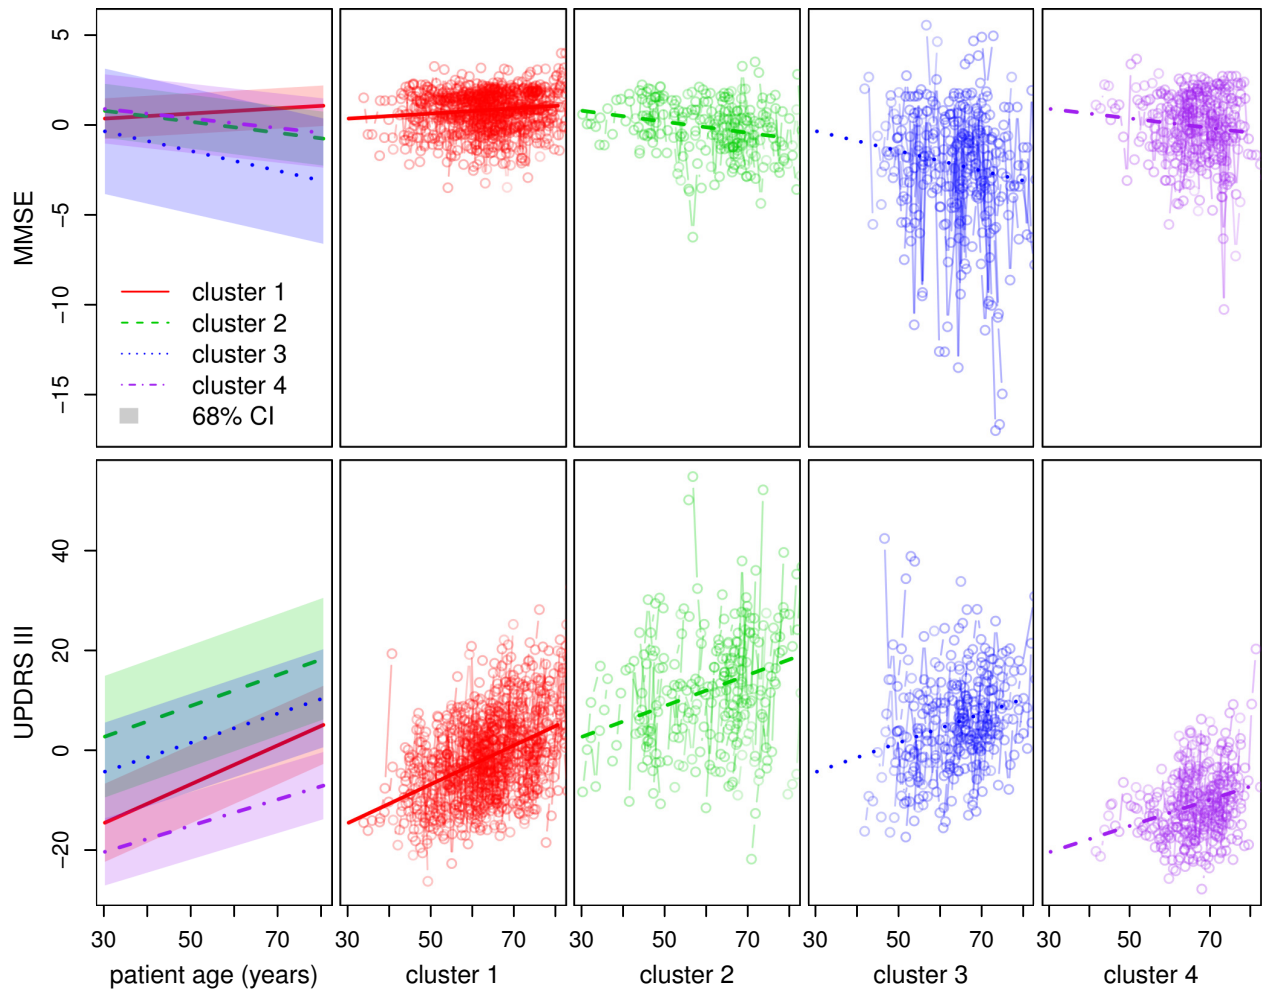 MMSE
5
0
−5
−10
−15
cluster 1
cluster 2
cluster 3
cluster 4
68% CI
UPDRS III
40
20
0
−20
30 50 70
30 50 70
30 50 70
30 50 70
30 50 70
patient age (years)
cluster 1
cluster 2
cluster 3
cluster 4